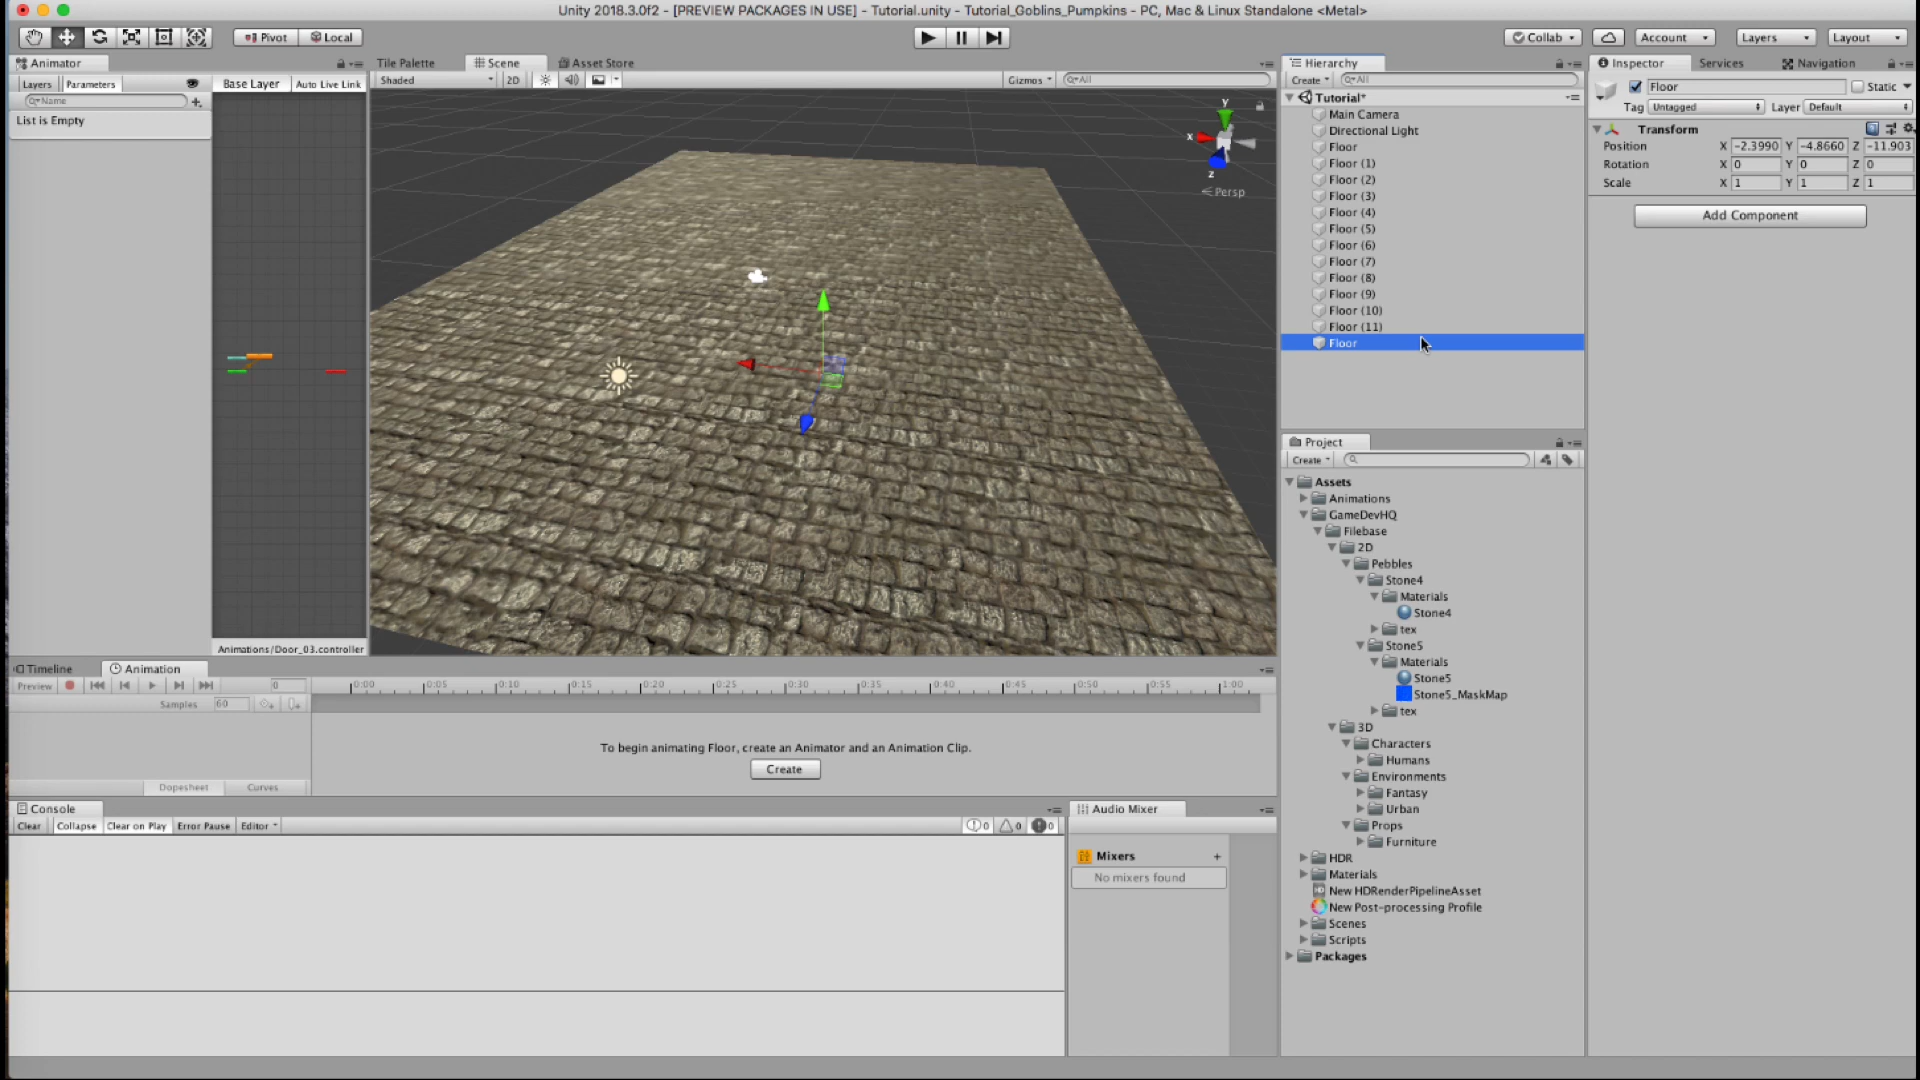 Unity 2018.3.0f2 - [PREVIEW PACKAGES IN USE] - Tutorial.unity - Tutorial_Goblins_Pumpkins - PC, Mac & Linux Standalone <Metal>
Pivot Local
Collab Account Layers Layout
Animator
Layers Parameters Base Layer Auto Live Link
Name
List is Empty
Animations/Door_03.controller
Tile Palette Scene Asset Store
Shaded 2D Gizmos All
y
x
z
Persp
Hierarchy
Create All
Tutorial*
Main Camera
Directional Light
Floor
Floor (1)
Floor (2)
Floor (3)
Floor (4)
Floor (5)
Floor (6)
Floor (7)
Floor (8)
Floor (9)
Floor (10)
Floor (11)
Floor
Inspector Services Navigation
Floor Static
Tag Untagged Layer Default
Transform
Position X -2.3990 Y -4.8660 Z -11.903
Rotation X 0 Y 0 Z 0
Scale X 1 Y 1 Z 1
Add Component
Project
Create
Assets
Animations
GameDevHQ
Filebase
2D
Pebbles
Stone4
Materials
Stone4
tex
Stone5
Materials
Stone5
Stone5_MaskMap
tex
3D
Characters
Humans
Environments
Fantasy
Urban
Props
Furniture
HDR
Materials
New HDRenderPipelineAsset
New Post-processing Profile
Scenes
Scripts
Packages
Timeline Animation
Preview 0 0:00 0:05 0:10 0:15 0:20 0:25 0:30 0:35 0:40 0:45 0:50 0:55 1:00
Samples 60
To begin animating Floor, create an Animator and an Animation Clip.
Create
Dopesheet Curves
Console
Clear Collapse Clear on Play Error Pause Editor 0 0 0
Audio Mixer
Mixers +
No mixers found